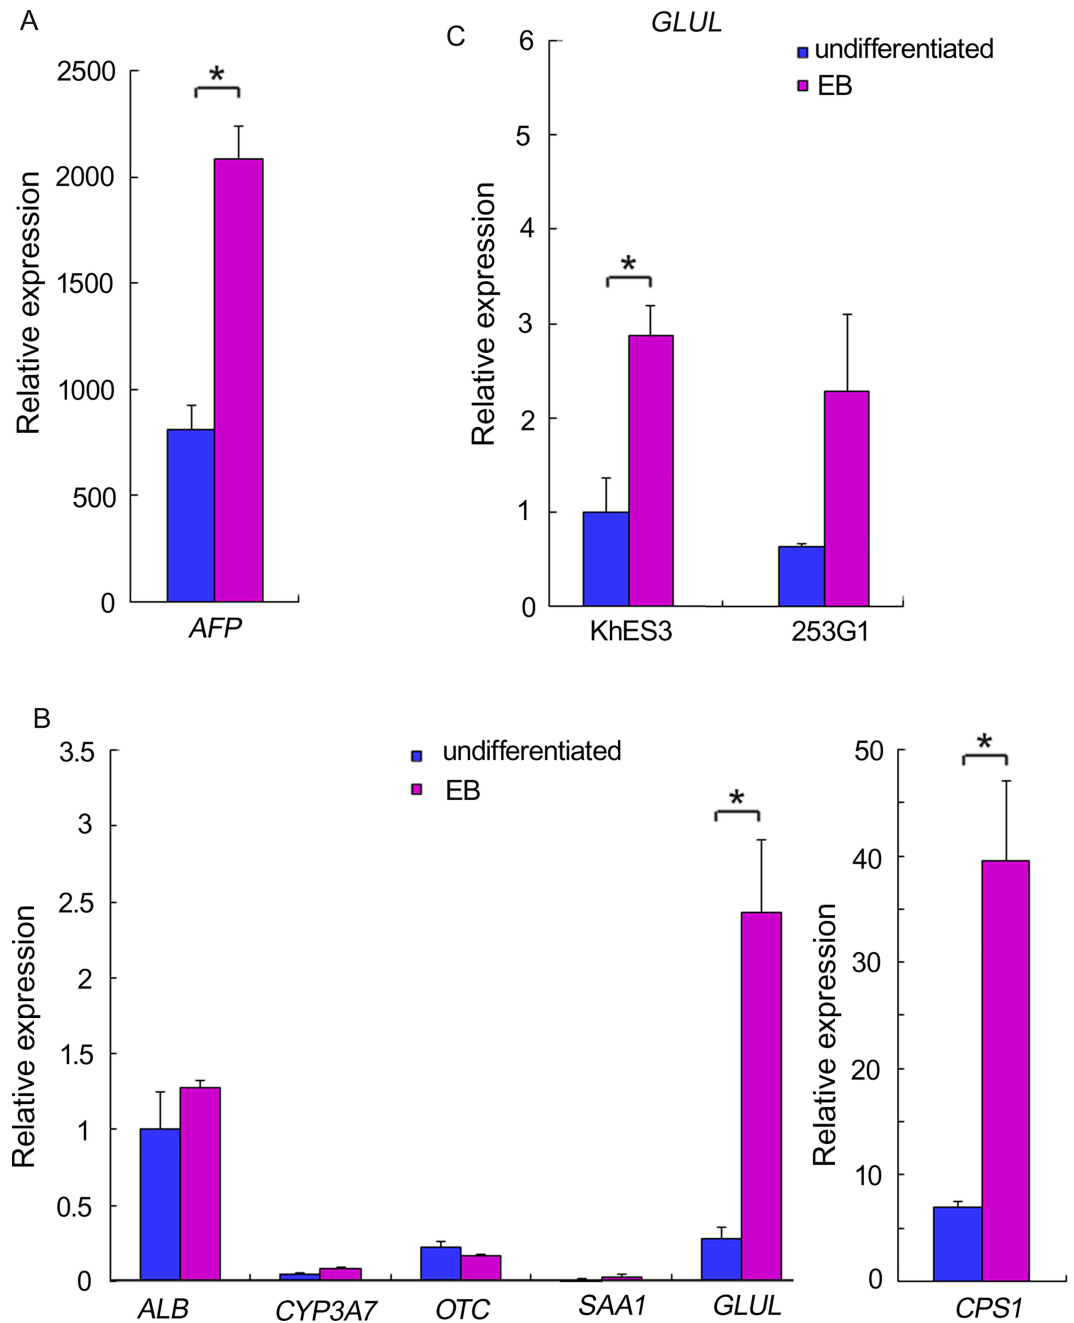 A
*
2500
2000
1500
1000
500
0
Relative expression
AFP
C
GLUL
undifferentiated
EB
6
5
4
3
2
1
0
*
Relative expression
KhES3
253G1
B
undifferentiated
EB
3.5
3
2.5
2
1.5
1
0.5
0
*
Relative expression
ALB
CYP3A7
OTC
SAA1
GLUL
50
40
30
20
10
0
*
Relative expression
CPS1